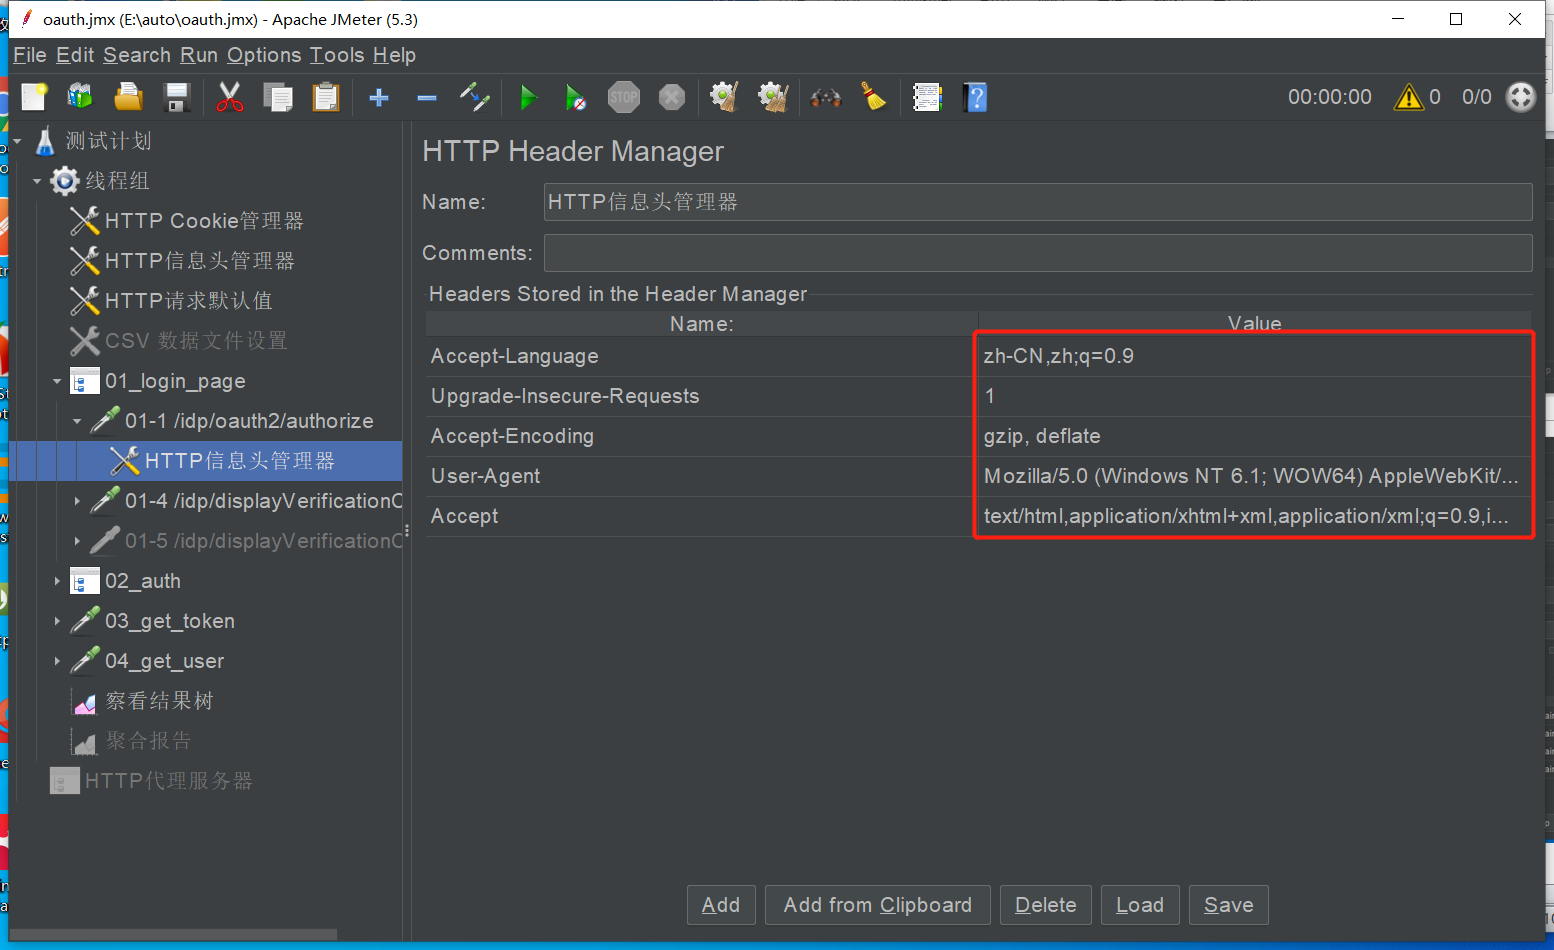 oauth.jmx (E:\auto\oauth.jmx) - Apache JMeter (5.3)
File Edit Search Run Options Tools Help
STOP
00:00:00
0
0/0
测试计划
线程组
HTTP Cookie管理器
HTTP信息头管理器
HTTP请求默认值
CSV 数据文件设置
01_login_page
01-1 /idp/oauth2/authorize
HTTP信息头管理器
01-4 /idp/displayVerificationC
01-5 /idp/displayVerificationC
02_auth
03_get_token
04_get_user
察看结果树
聚合报告
HTTP代理服务器
HTTP Header Manager
Name: HTTP信息头管理器
Comments:
Headers Stored in the Header Manager
Name: Value
Accept-Language zh-CN,zh;q=0.9
Upgrade-Insecure-Requests 1
Accept-Encoding gzip, deflate
User-Agent Mozilla/5.0 (Windows NT 6.1; WOW64) AppleWebKit/...
Accept text/html,application/xhtml+xml,application/xml;q=0.9,i...
Add Add from Clipboard Delete Load Save